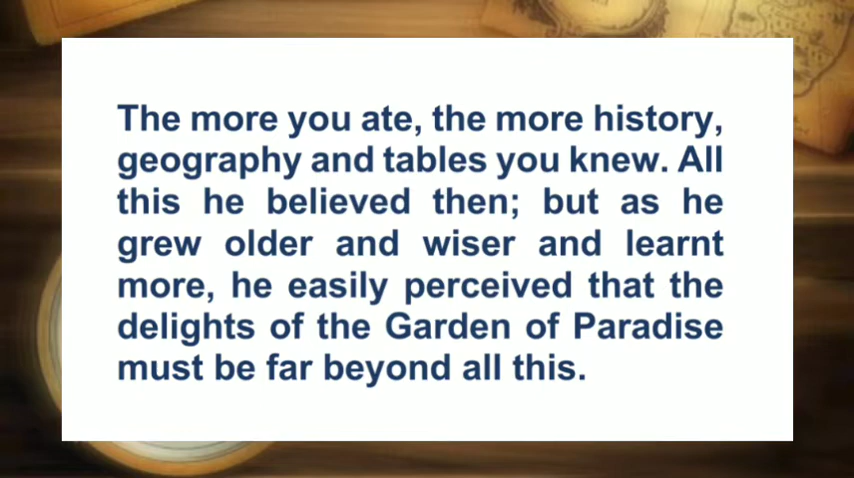 The more you ate, the more history,
geography and tables you knew. All
this he believed then; but as he
grew older and wiser and learnt
more, he easily perceived that the
delights of the Garden of Paradise
must be far beyond all this.